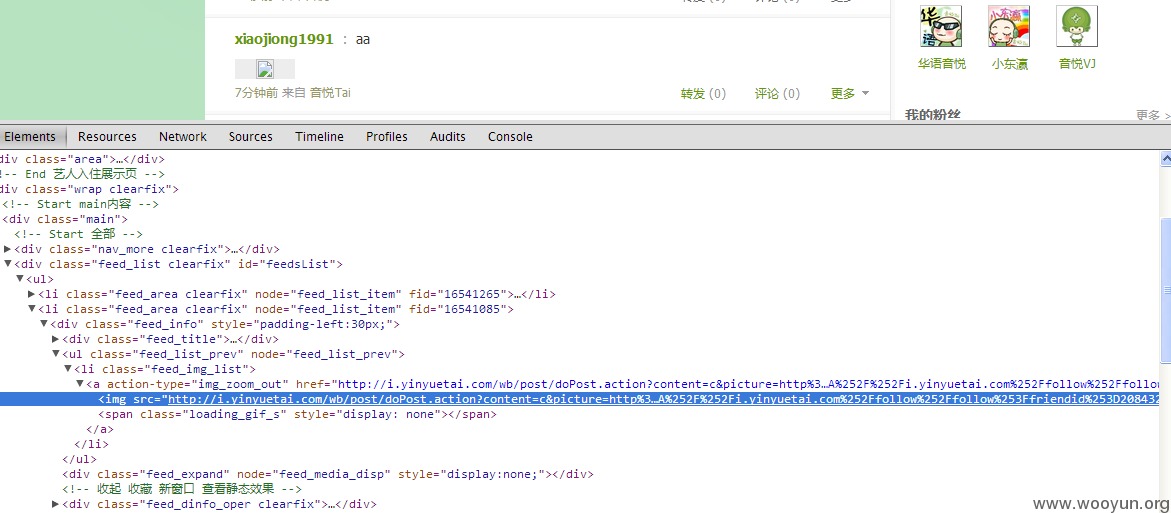 xiaojiong1991 : aa
7分钟前 来自 音悦Tai
转发 (0) 评论 (0) 更多
华语音悦 小东瀛 音悦VJ
我的粉丝 更多 >
Elements Resources Network Sources Timeline Profiles Audits Console
div class="area">…</div>
!-- End 艺人入住展示页 -->
div class="wrap clearfix">
<!-- Start main内容 -->
<div class="main">
<!-- Start 全部 -->
<div class="nav_more clearfix">…</div>
<div class="feed_list clearfix" id="feedsList">
<ul>
<li class="feed_area clearfix" node="feed_list_item" fid="16541265">…</li>
<li class="feed_area clearfix" node="feed_list_item" fid="16541085">
<div class="feed_info" style="padding-left:30px;">
<div class="feed_title">…</div>
<ul class="feed_list_prev" node="feed_list_prev">
<li class="feed_img_list">
<a action-type="img_zoom_out" href="http://i.yinyuetai.com/wb/post/doPost.action?content=c&picture=http%3…A%252F%252Fi.yinyuetai.com%252Ffollow%252Ffollow
<img src="http://i.yinyuetai.com/wb/post/doPost.action?content=c&picture=http%3…A%252F%252Fi.yinyuetai.com%252Ffollow%252Ffollow%253Ffriendid%253D208432
<span class="loading_gif_s" style="display: none"></span>
</a>
</li>
</ul>
<div class="feed_expand" node="feed_media_disp" style="display:none;"></div>
<!-- 收起 收藏 新窗口 查看静态效果 -->
<div class="feed_dinfo_oper clearfix">…</div>
www.wooyun.org